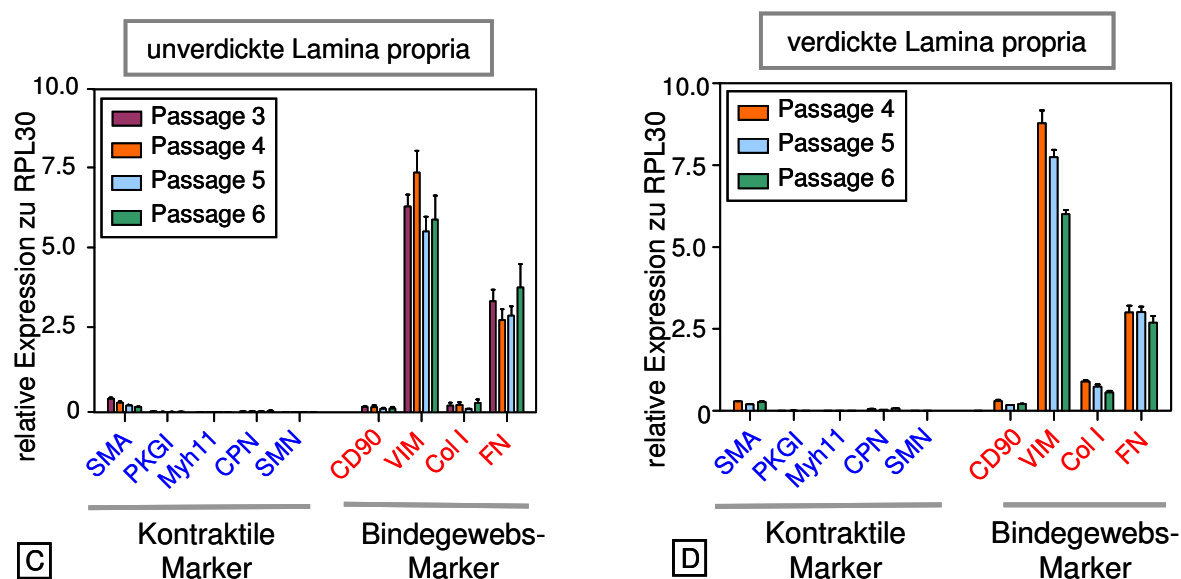 unverdickte Lamina propria
relative Expression zu RPL30
10.0
7.5
5.0
2.5
0
Passage 3
Passage 4
Passage 5
Passage 6
SMA
PKGI
Myh11
CPN
SMN
CD90
VIM
Col I
FN
Kontraktile
Marker
Bindegewebs-
Marker
C
verdickte Lamina propria
relative Expression zu RPL30
10.0
7.5
5.0
2.5
0
Passage 4
Passage 5
Passage 6
SMA
PKGI
Myh11
CPN
SMN
CD90
VIM
Col I
FN
Kontraktile
Marker
Bindegewebs-
Marker
D